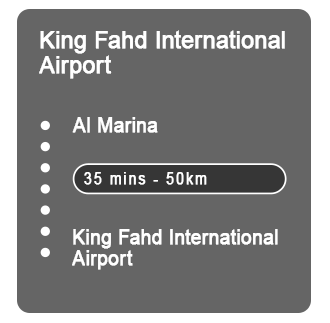 King Fahd International
Airport
Al Marina
35 mins - 50km
King Fahd International
Airport